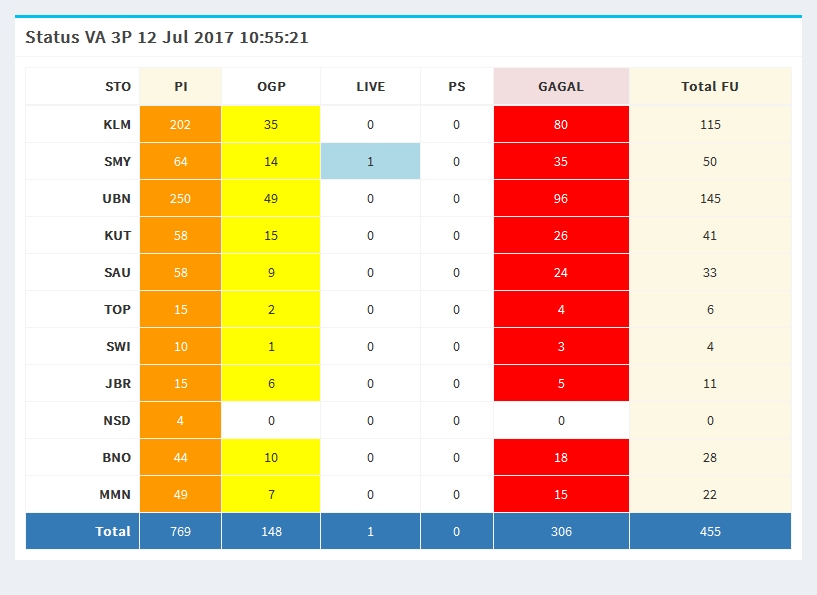 Status VA 3P 12 Jul 2017 10:55:21
STO PI OGP LIVE PS GAGAL Total FU
KLM 202 35 0 0 80 115
SMY 64 14 1 0 35 50
UBN 250 49 0 0 96 145
KUT 58 15 0 0 26 41
SAU 58 9 0 0 24 33
TOP 15 2 0 0 4 6
SWI 10 1 0 0 3 4
JBR 15 6 0 0 5 11
NSD 4 0 0 0 0 0
BNO 44 10 0 0 18 28
MMN 49 7 0 0 15 22
Total 769 148 1 0 306 455